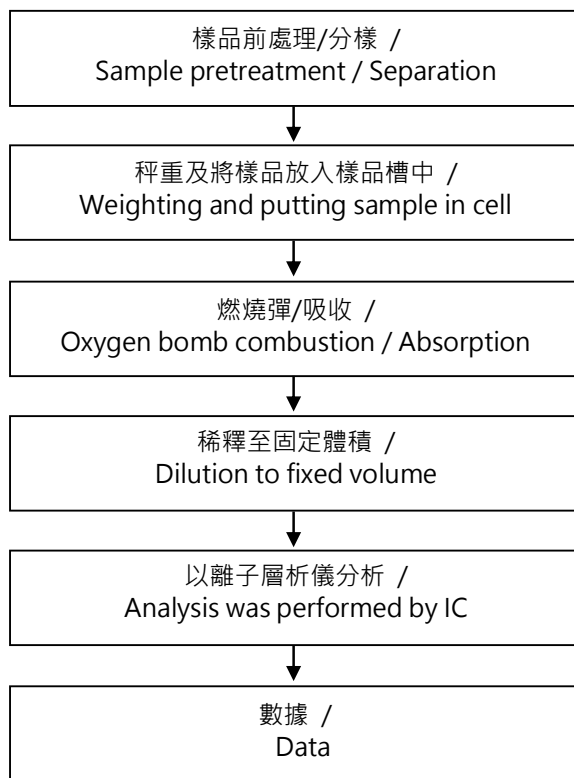 樣品前處理/分樣 /
Sample pretreatment / Separation
秤重及將樣品放入樣品槽中 /
Weighting and putting sample in cell
燃燒彈/吸收 /
Oxygen bomb combustion / Absorption
稀釋至固定體積 /
Dilution to fixed volume
以離子層析儀分析 /
Analysis was performed by IC
數據 /
Data